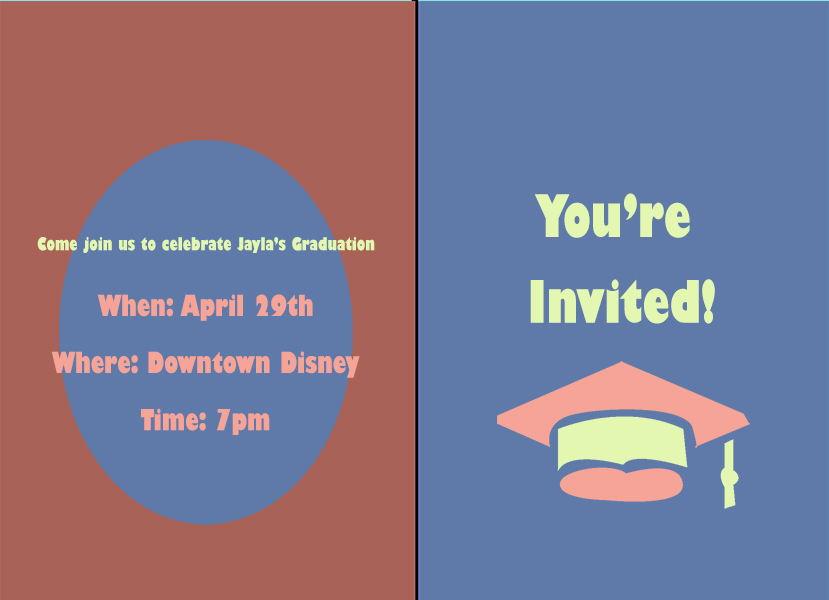 Come join us to celebrate Jayla's Graduation
When: April 29th
Where: Downtown Disney
Time: 7pm
You're
Invited!